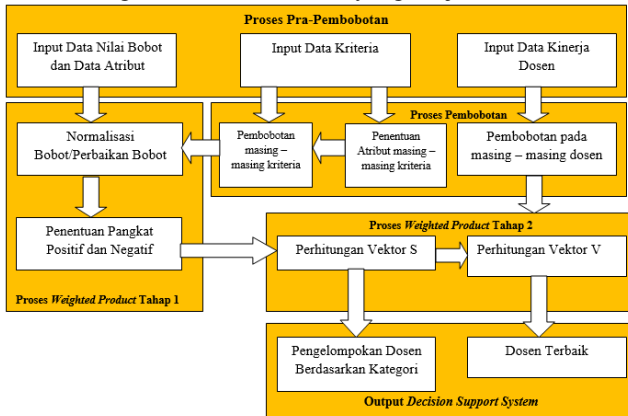 Proses Pra-Pembobotan
Input Data Nilai Bobot
dan Data Atribut
Input Data Kriteria
Input Data Kinerja
Dosen
Proses Pembobotan
Normalisasi
Bobot/Perbaikan Bobot
Pembobotan
masing –
masing kriteria
Penentuan
Atribut masing –
masing kriteria
Pembobotan pada
masing – masing dosen
Penentuan Pangkat
Positif dan Negatif
Proses Weighted Product Tahap 1
Proses Weighted Product Tahap 2
Perhitungan Vektor S
Perhitungan Vektor V
Pengelompokan Dosen
Berdasarkan Kategori
Dosen Terbaik
Output Decision Support System